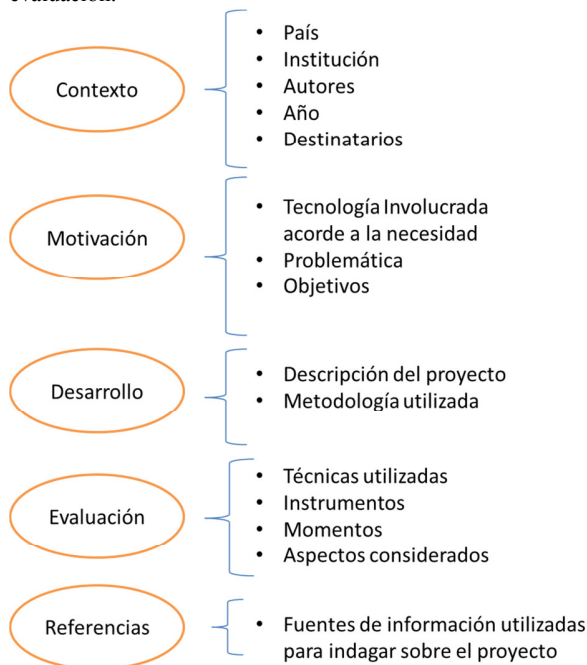 evaluación.
Contexto
• País
• Institución
• Autores
• Año
• Destinatarios
Motivación
• Tecnología Involucrada
acorde a la necesidad
• Problemática
• Objetivos
Desarrollo
• Descripción del proyecto
• Metodología utilizada
Evaluación
• Técnicas utilizadas
• Instrumentos
• Momentos
• Aspectos considerados
Referencias
• Fuentes de información utilizadas
para indagar sobre el proyecto